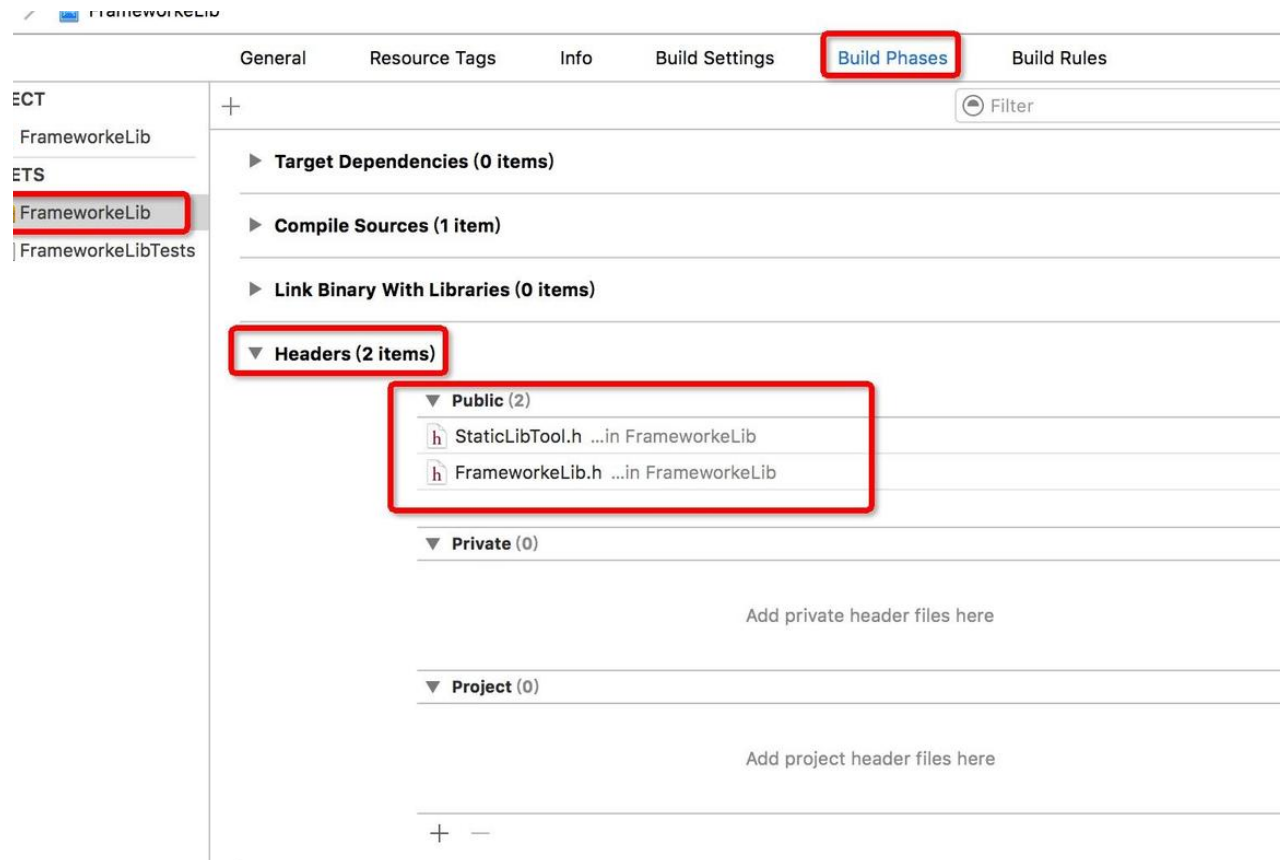 FrameworkeLib
General Resource Tags Info Build Settings Build Phases Build Rules
ECT
Filter
FrameworkeLib
Target Dependencies (0 items)
ETS
FrameworkeLib
Compile Sources (1 item)
FrameworkeLibTests
Link Binary With Libraries (0 items)
Headers (2 items)
Public (2)
h StaticLibTool.h ...in FrameworkeLib
h FrameworkeLib.h ...in FrameworkeLib
Private (0)
Add private header files here
Project (0)
Add project header files here